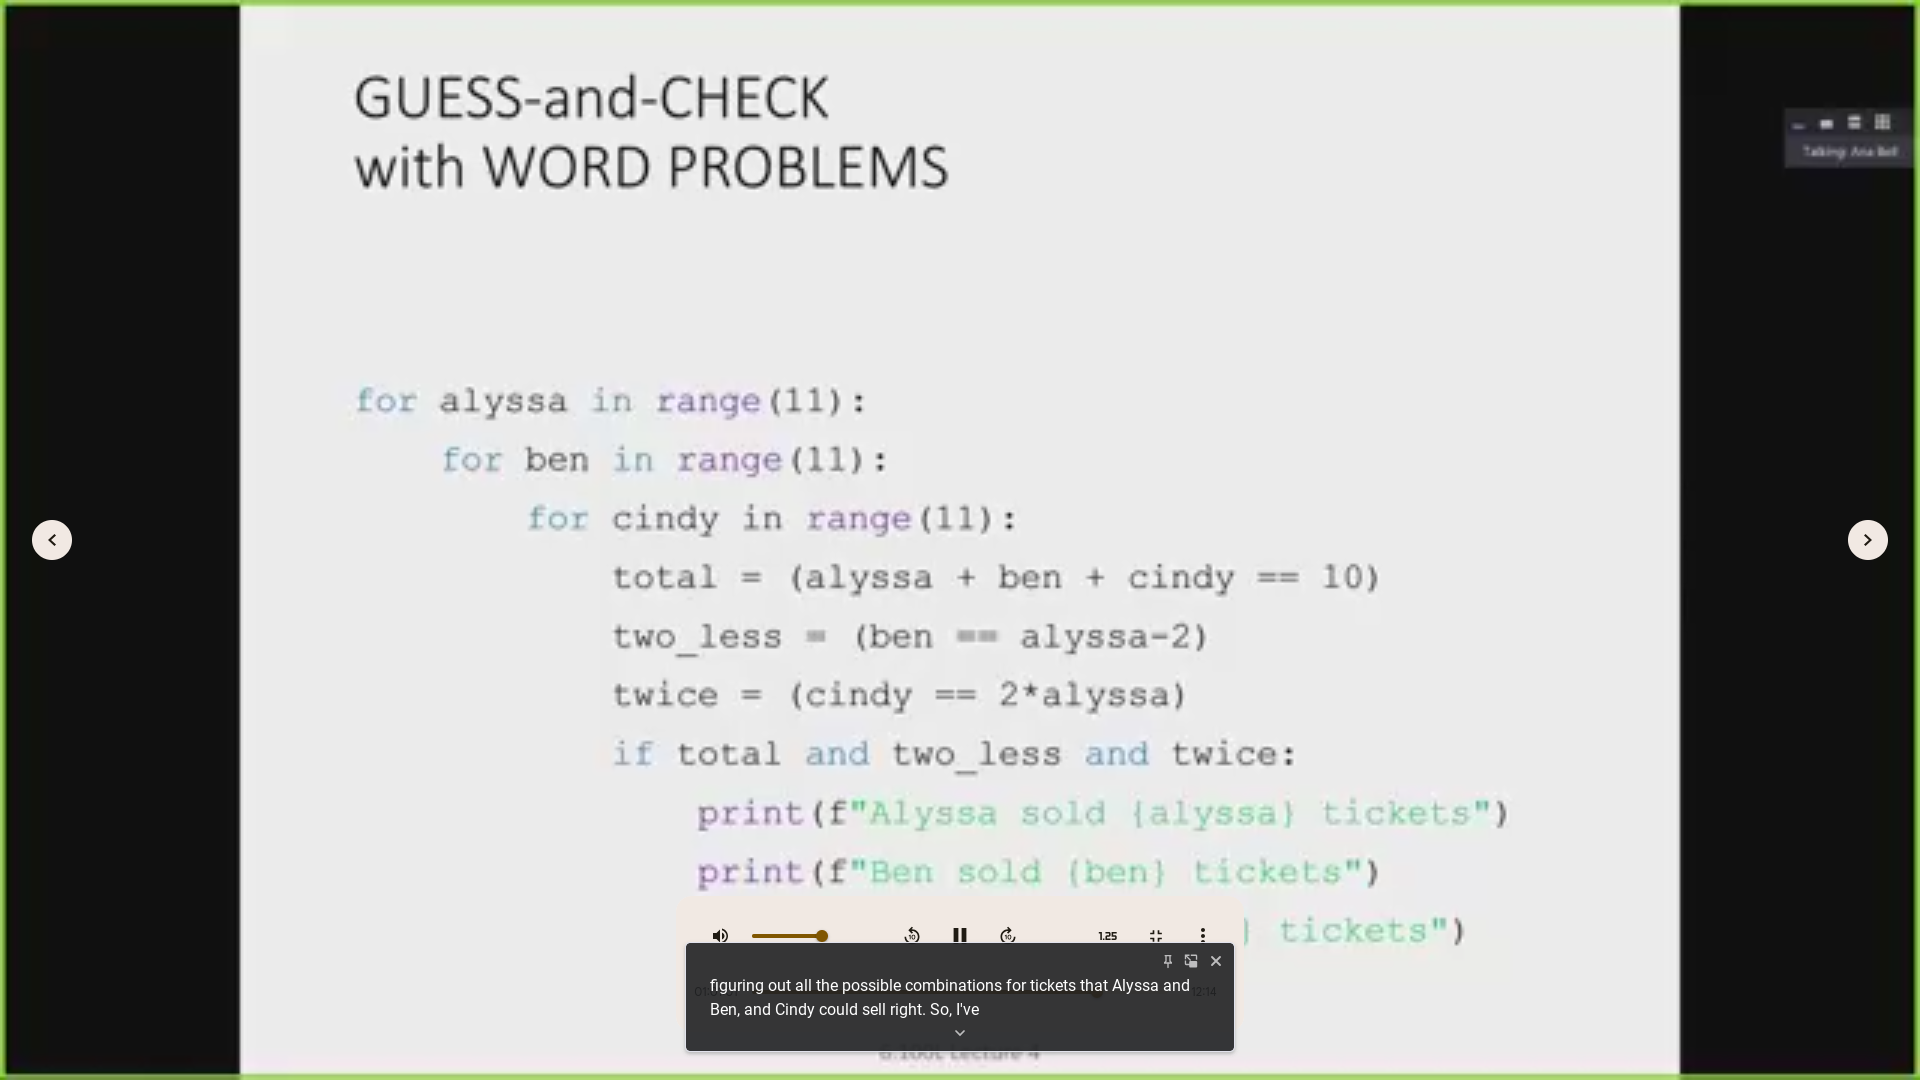 GUESS-and-CHECK
with WORD PROBLEMS
Talking: Ana Bell
for alyssa in range(11):
for ben in range(11):
for cindy in range(11):
total = (alyssa + ben + cindy == 10)
two_less = (ben == alyssa-2)
twice = (cindy == 2*alyssa)
if total and two_less and twice:
print(f"Alyssa sold {alyssa} tickets")
print(f"Ben sold {ben} tickets")
} tickets")
10
10
1.25
figuring out all the possible combinations for tickets that Alyssa and
Ben, and Cindy could sell right. So, I've
6.100L Lecture 4